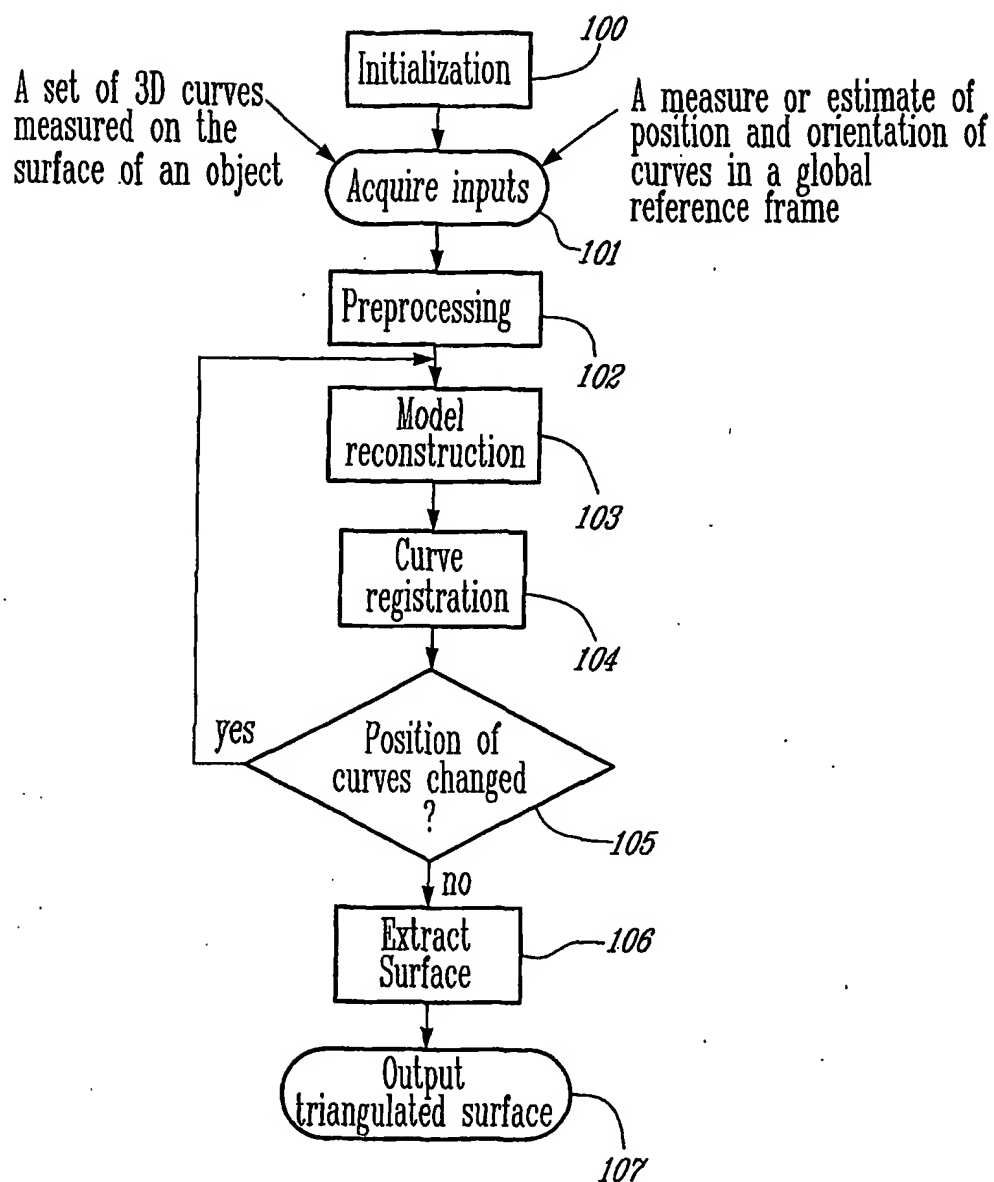 100
Initialization
A set of 3D curves
measured on the
surface of an object
A measure or estimate of
position and orientation of
curves in a global
reference frame
Acquire inputs
101
Preprocessing
102
Model
reconstruction
103
Curve
registration
104
yes
Position of
curves changed
?
105
no
Extract
Surface
106
Output
triangulated surface
107